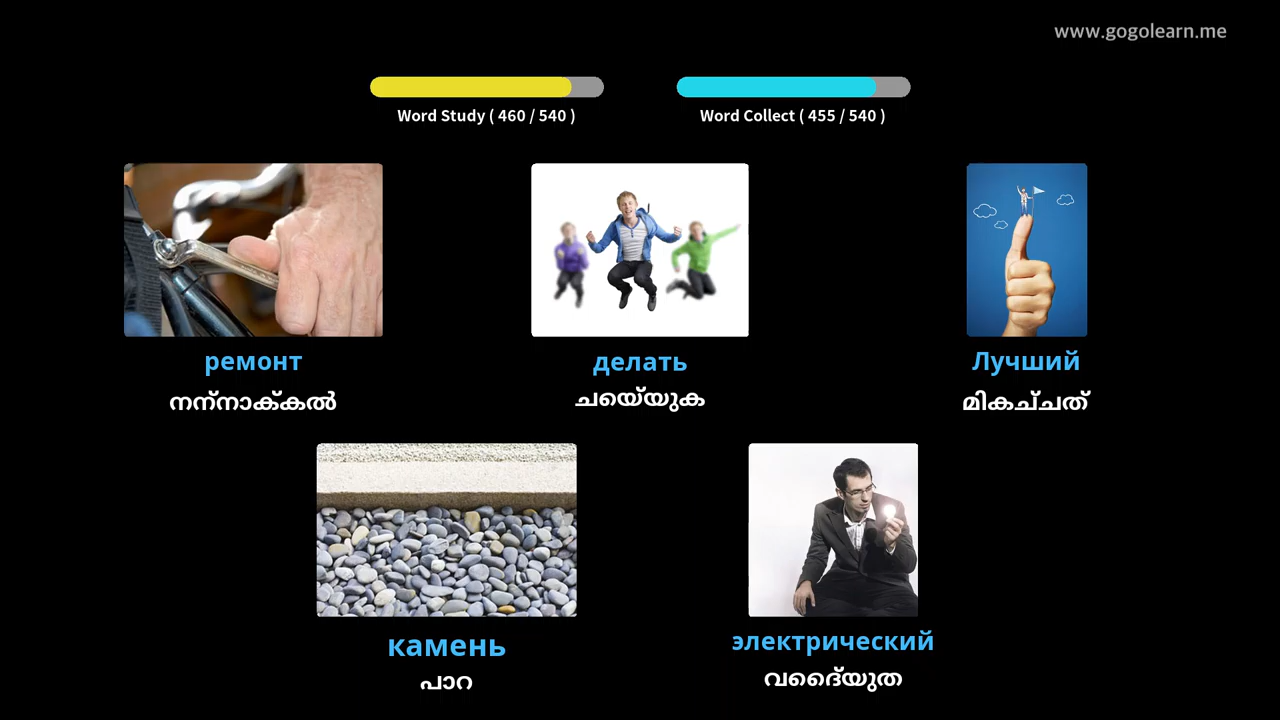 www.gogolearn.me
Word Study ( 460 / 540 )
Word Collect ( 455 / 540 )
ремонт
നന്നാക്കൽ
делать
ചെയ്യുക
Лучший
മികച്ചത്
камень
പാറ
электрический
വൈദ്യുത